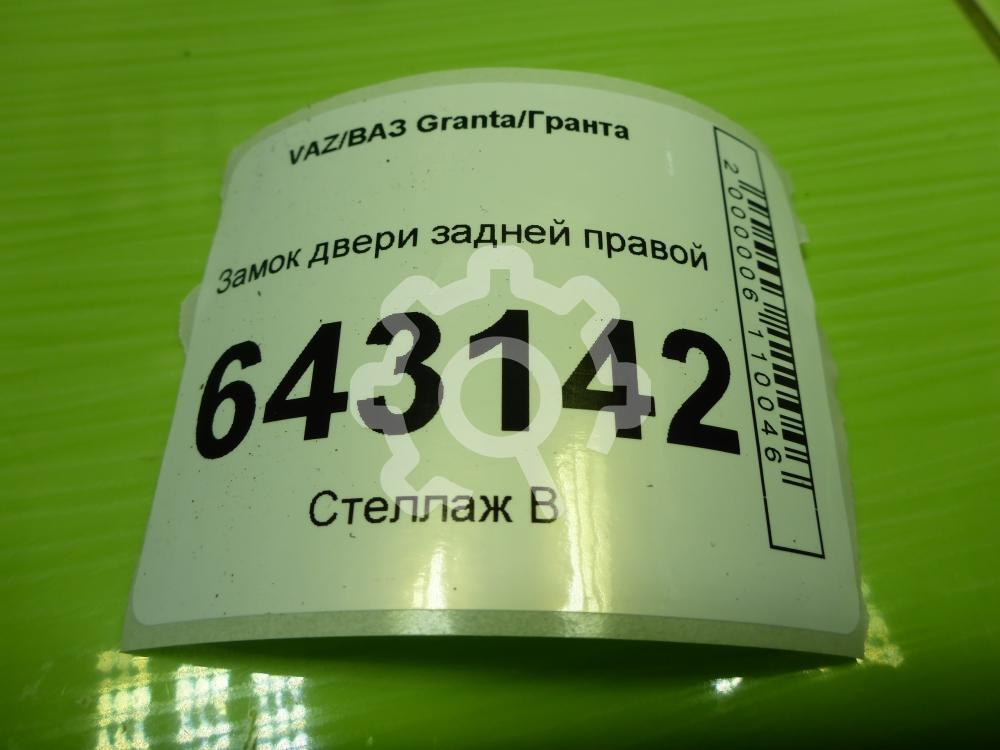 VAZ/ВАЗ Granta/Гранта
Замок двери задней правой
643142
Стеллаж В
2000006110046